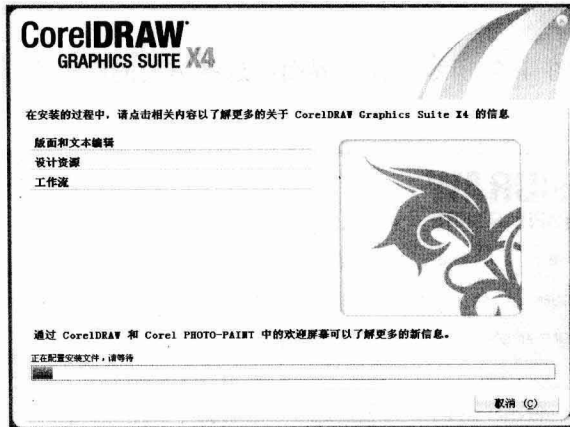 CorelDRAW
GRAPHICS SUITE X4
在安装的过程中，请点击相关内容以了解更多的关于 CorelDRAW Graphics Suite X4 的信息
版面和文本编辑
设计资源
工作流
通过 CorelDRAW 和 Corel PHOTO-PAINT 中的欢迎屏幕可以了解更多的新信息。
正在配置安装文件，请等待
取消 (C)